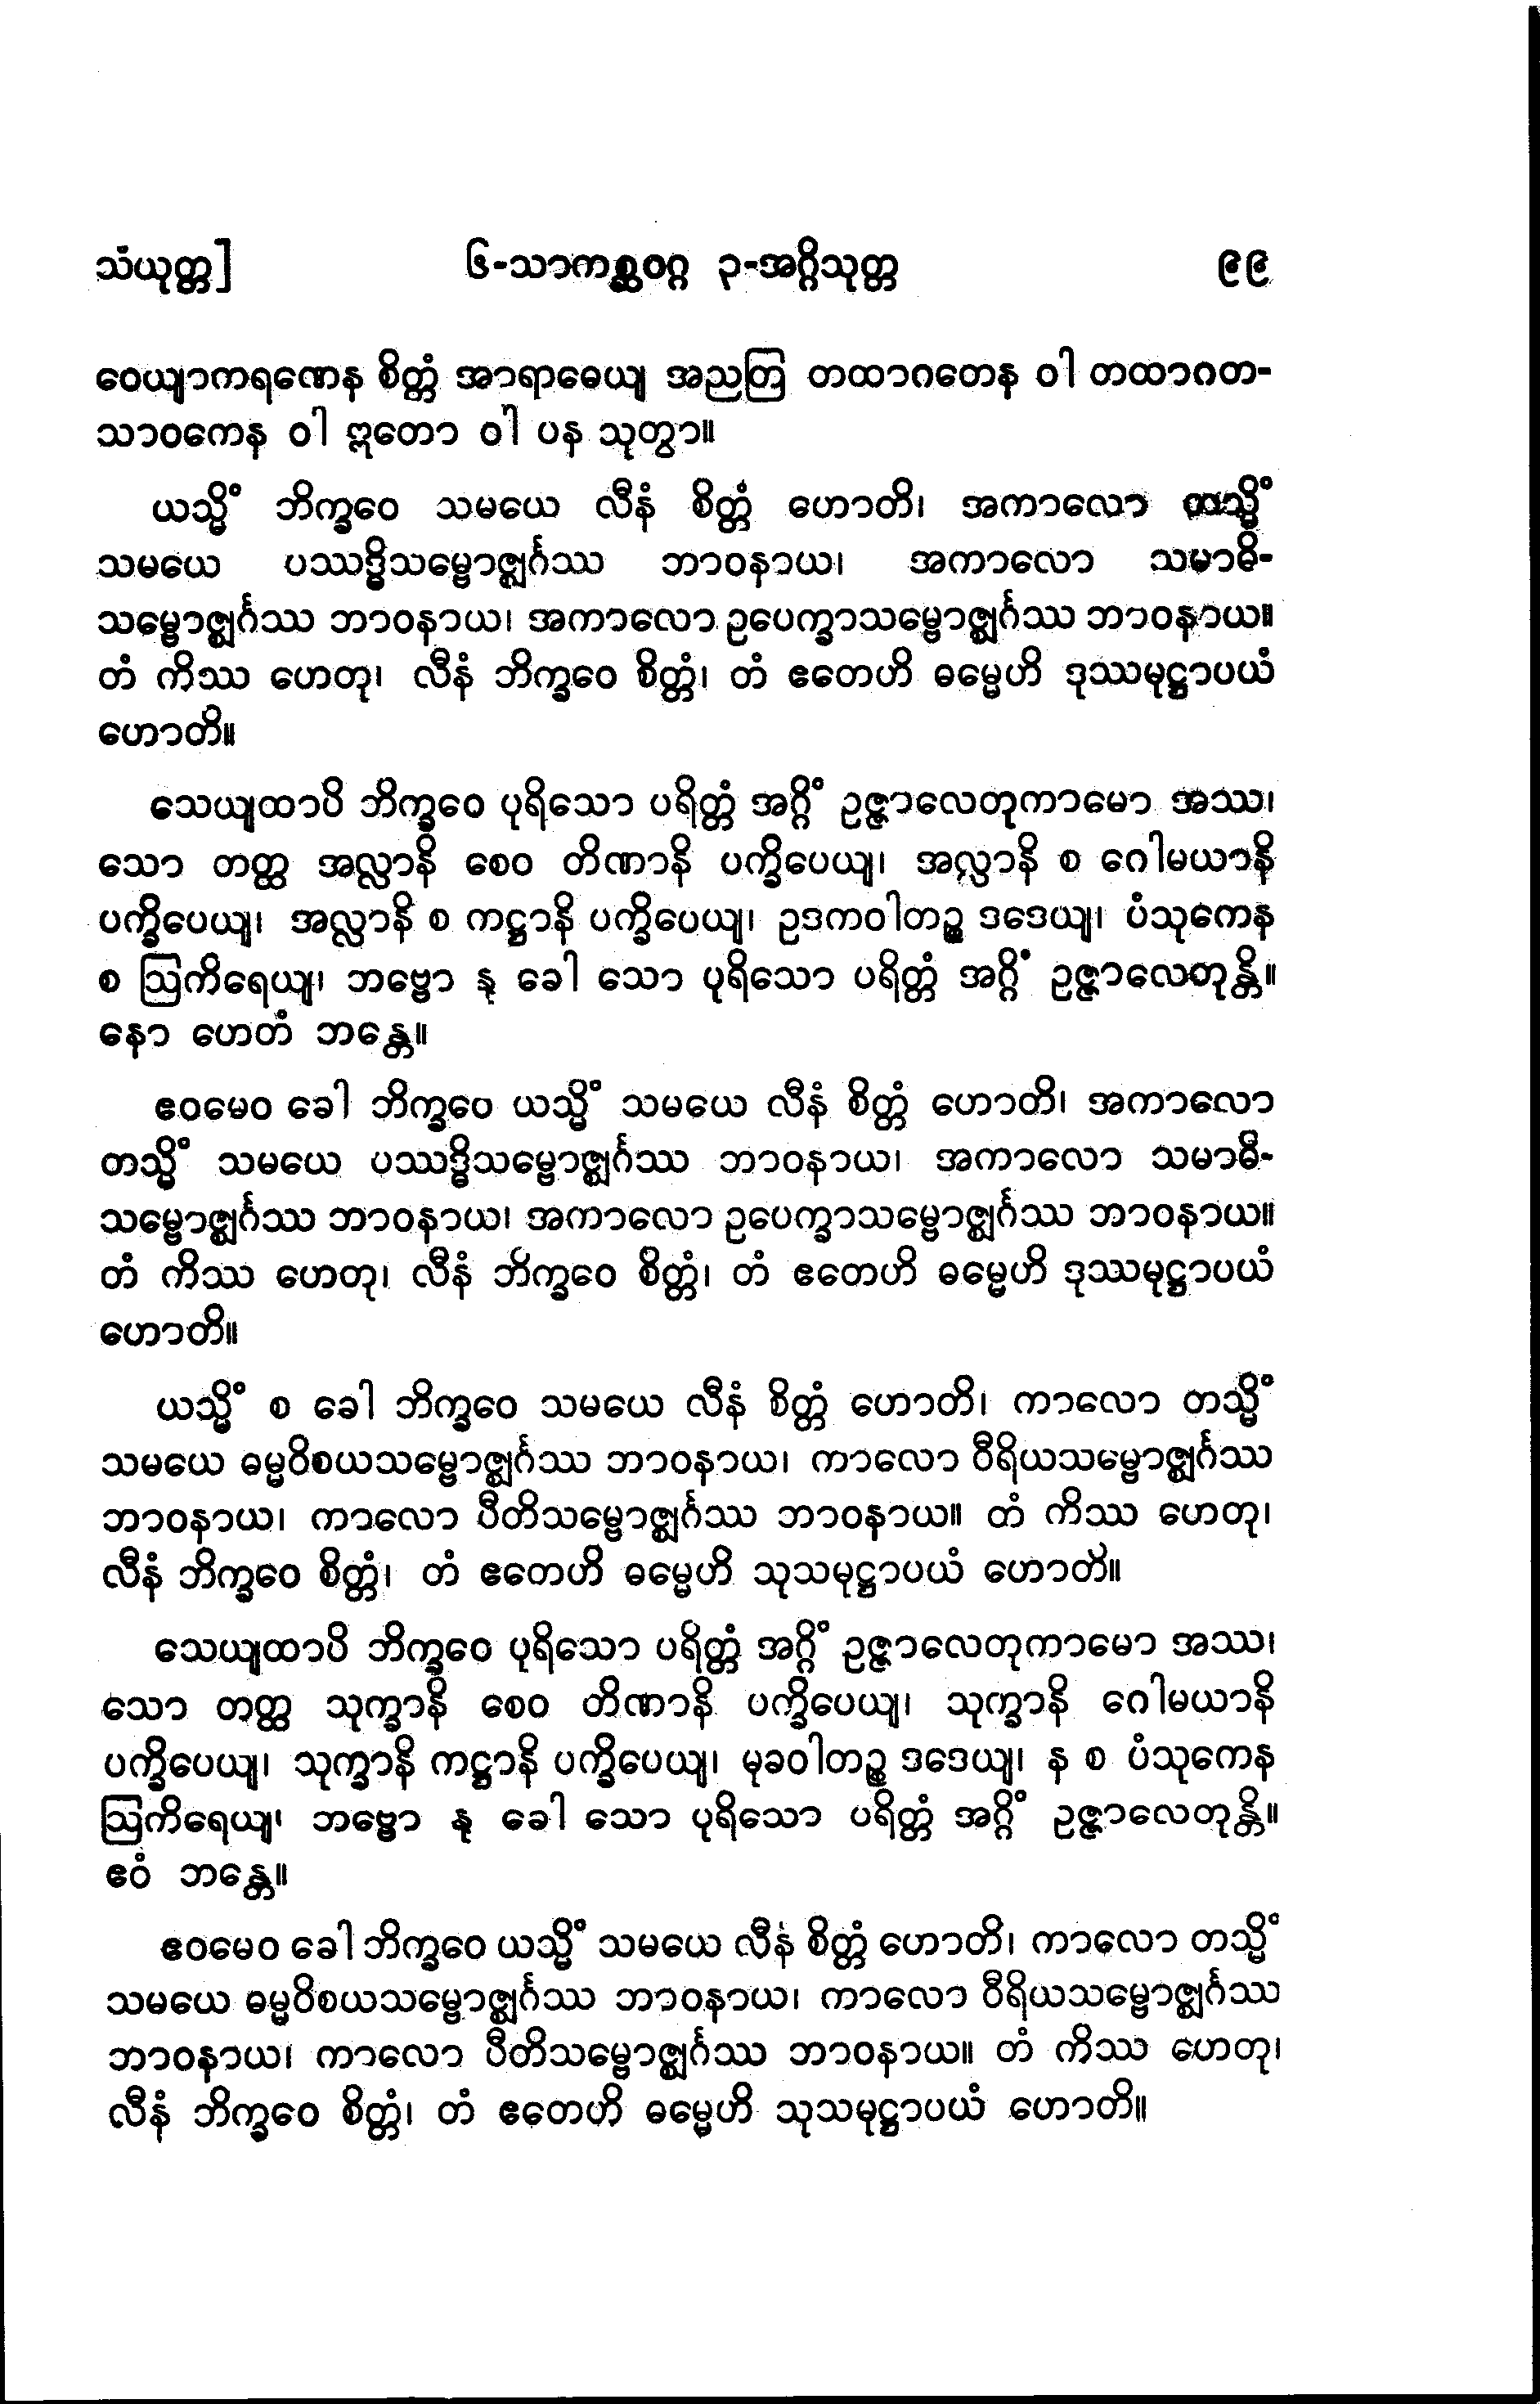 သံယုတ္တ]	၆-သာကစ္ဆဝဂ္ဂ ၃-အဂ္ဂိသုတ္တ	၉၉
ဝေယျာကရဏေန စိတ္တံ အာရာဓေယျ အညတြ တထာဂတေန ဝါ တထာဂတ-
သာဝကေန ဝါ ဣတော ဝါ ပန သုတွာ။
ယသ္မိံ ဘိက္ခဝေ သမယေ လီနံ စိတ္တံ ဟောတိ၊ အကာလော တသ္မိံ
သမယေ ပဿဒ္ဓိသမ္ဗောဇ္ဈင်္ဂဿ ဘာဝနာယ၊ အကာလော သမာဓိ-
သမ္ဗောဇ္ဈင်္ဂဿ ဘာဝနာယ၊ အကာလော ဥပေက္ခာသမ္ဗောဇ္ဈင်္ဂဿ ဘာဝနာယ။
တံ ကိဿ ဟေတု၊ လီနံ ဘိက္ခဝေ စိတ္တံ၊ တံ ဧတေဟိ ဓမ္မေဟိ ဒုဿမုဋ္ဌာပယံ
ဟောတိ။
သေယျထာပိ ဘိက္ခဝေ ပုရိသော ပရိတ္တံ အဂ္ဂိံ ဥဇ္ဇာလေတုကာမော အဿ၊
သော တတ္ထ အလ္လာနိ စေဝ တိဏာနိ ပက္ခိပေယျ၊ အလ္လာနိ စ ဂေါမယာနိ
ပက္ခိပေယျ၊ အလ္လာနိ စ ကဋ္ဌာနိ ပက္ခိပေယျ၊ ဥဒကဝါတဉ္စ ဒဒေယျ၊ ပံသုကေန
စ ဩကိရေယျ၊ ဘဗ္ဗော နု ခေါ သော ပုရိသော ပရိတ္တံ အဂ္ဂိံ ဥဇ္ဇာလေတုန္တိ။
နော ဟေတံ ဘန္တေ။
ဧဝမေဝ ခေါ ဘိက္ခဝေ ယသ္မိံ သမယေ လီနံ စိတ္တံ ဟောတိ၊ အကာလော
တသ္မိံ သမယေ ပဿဒ္ဓိသမ္ဗောဇ္ဈင်္ဂဿ ဘာဝနာယ၊ အကာလော သမာဓိ-
သမ္ဗောဇ္ဈင်္ဂဿ ဘာဝနာယ၊ အကာလော ဥပေက္ခာသမ္ဗောဇ္ဈင်္ဂဿ ဘာဝနာယ။
တံ ကိဿ ဟေတု၊ လီနံ ဘိက္ခဝေ စိတ္တံ၊ တံ ဧတေဟိ ဓမ္မေဟိ ဒုဿမုဋ္ဌာပယံ
ဟောတိ။
ယသ္မိံ စ ခေါ ဘိက္ခဝေ သမယေ လီနံ စိတ္တံ ဟောတိ၊ ကာလော တသ္မိံ
သမယေ ဓမ္မဝိစယသမ္ဗောဇ္ဈင်္ဂဿ ဘာဝနာယ၊ ကာလော ဝီရိယသမ္ဗောဇ္ဈင်္ဂဿ
ဘာဝနာယ၊ ကာလော ပီတိသမ္ဗောဇ္ဈင်္ဂဿ ဘာဝနာယ။ တံ ကိဿ ဟေတု၊
လီနံ ဘိက္ခဝေ စိတ္တံ၊ တံ ဧတေဟိ ဓမ္မေဟိ သုသမုဋ္ဌာပယံ ဟောတိ။
သေယျထာပိ ဘိက္ခဝေ ပုရိသော ပရိတ္တံ အဂ္ဂိံ ဥဇ္ဇာလေတုကာမော အဿ၊
သော တတ္ထ သုက္ခာနိ စေဝ တိဏာနိ ပက္ခိပေယျ၊ သုက္ခာနိ ဂေါမယာနိ
ပက္ခိပေယျ၊ သုက္ခာနိ ကဋ္ဌာနိ ပက္ခိပေယျ၊ မုခဝါတဉ္စ ဒဒေယျ၊ န စ ပံသုကေန
ဩကိရေယျ၊ ဘဗ္ဗော နု ခေါ သော ပုရိသော ပရိတ္တံ အဂ္ဂိံ ဥဇ္ဇာလေတုန္တိ။
ဧဝံ ဘန္တေ။
ဧဝမေဝ ခေါ ဘိက္ခဝေ ယသ္မိံ သမယေ လီနံ စိတ္တံ ဟောတိ၊ ကာလော တသ္မိံ
သမယေ ဓမ္မဝိစယသမ္ဗောဇ္ဈင်္ဂဿ ဘာဝနာယ၊ ကာလော ဝီရိယသမ္ဗောဇ္ဈင်္ဂဿ
ဘာဝနာယ၊ ကာလော ပီတိသမ္ဗောဇ္ဈင်္ဂဿ ဘာဝနာယ။ တံ ကိဿ ဟေတု၊
လီနံ ဘိက္ခဝေ စိတ္တံ၊ တံ ဧတေဟိ ဓမ္မေဟိ သုသမုဋ္ဌာပယံ ဟောတိ။